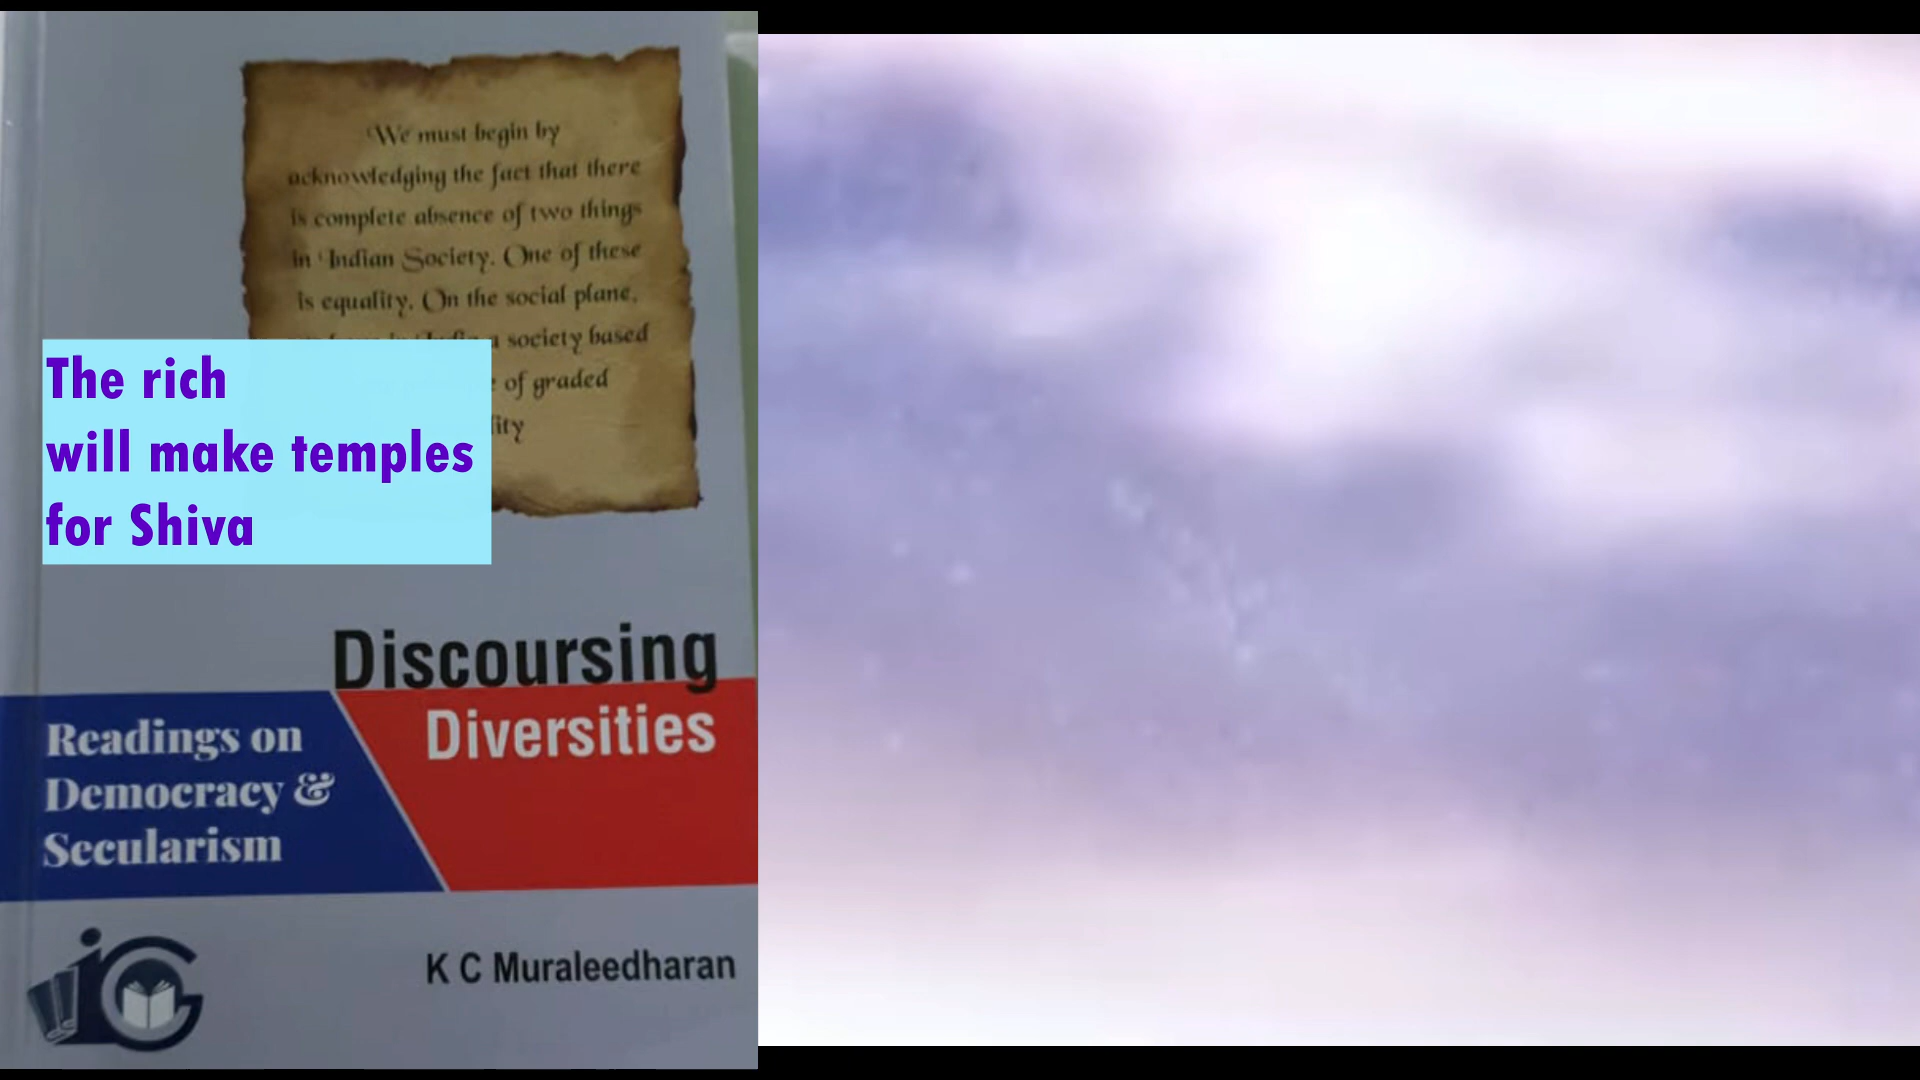 We must begin by
acknowledging the fact that there
is complete absence of two things
in Indian Society. One of these
is equality. On the social plane,
a society based
of graded
ity
The rich
will make temples
for Shiva
Discoursing
Diversities
Readings on
Democracy &
Secularism
K C Muraleedharan